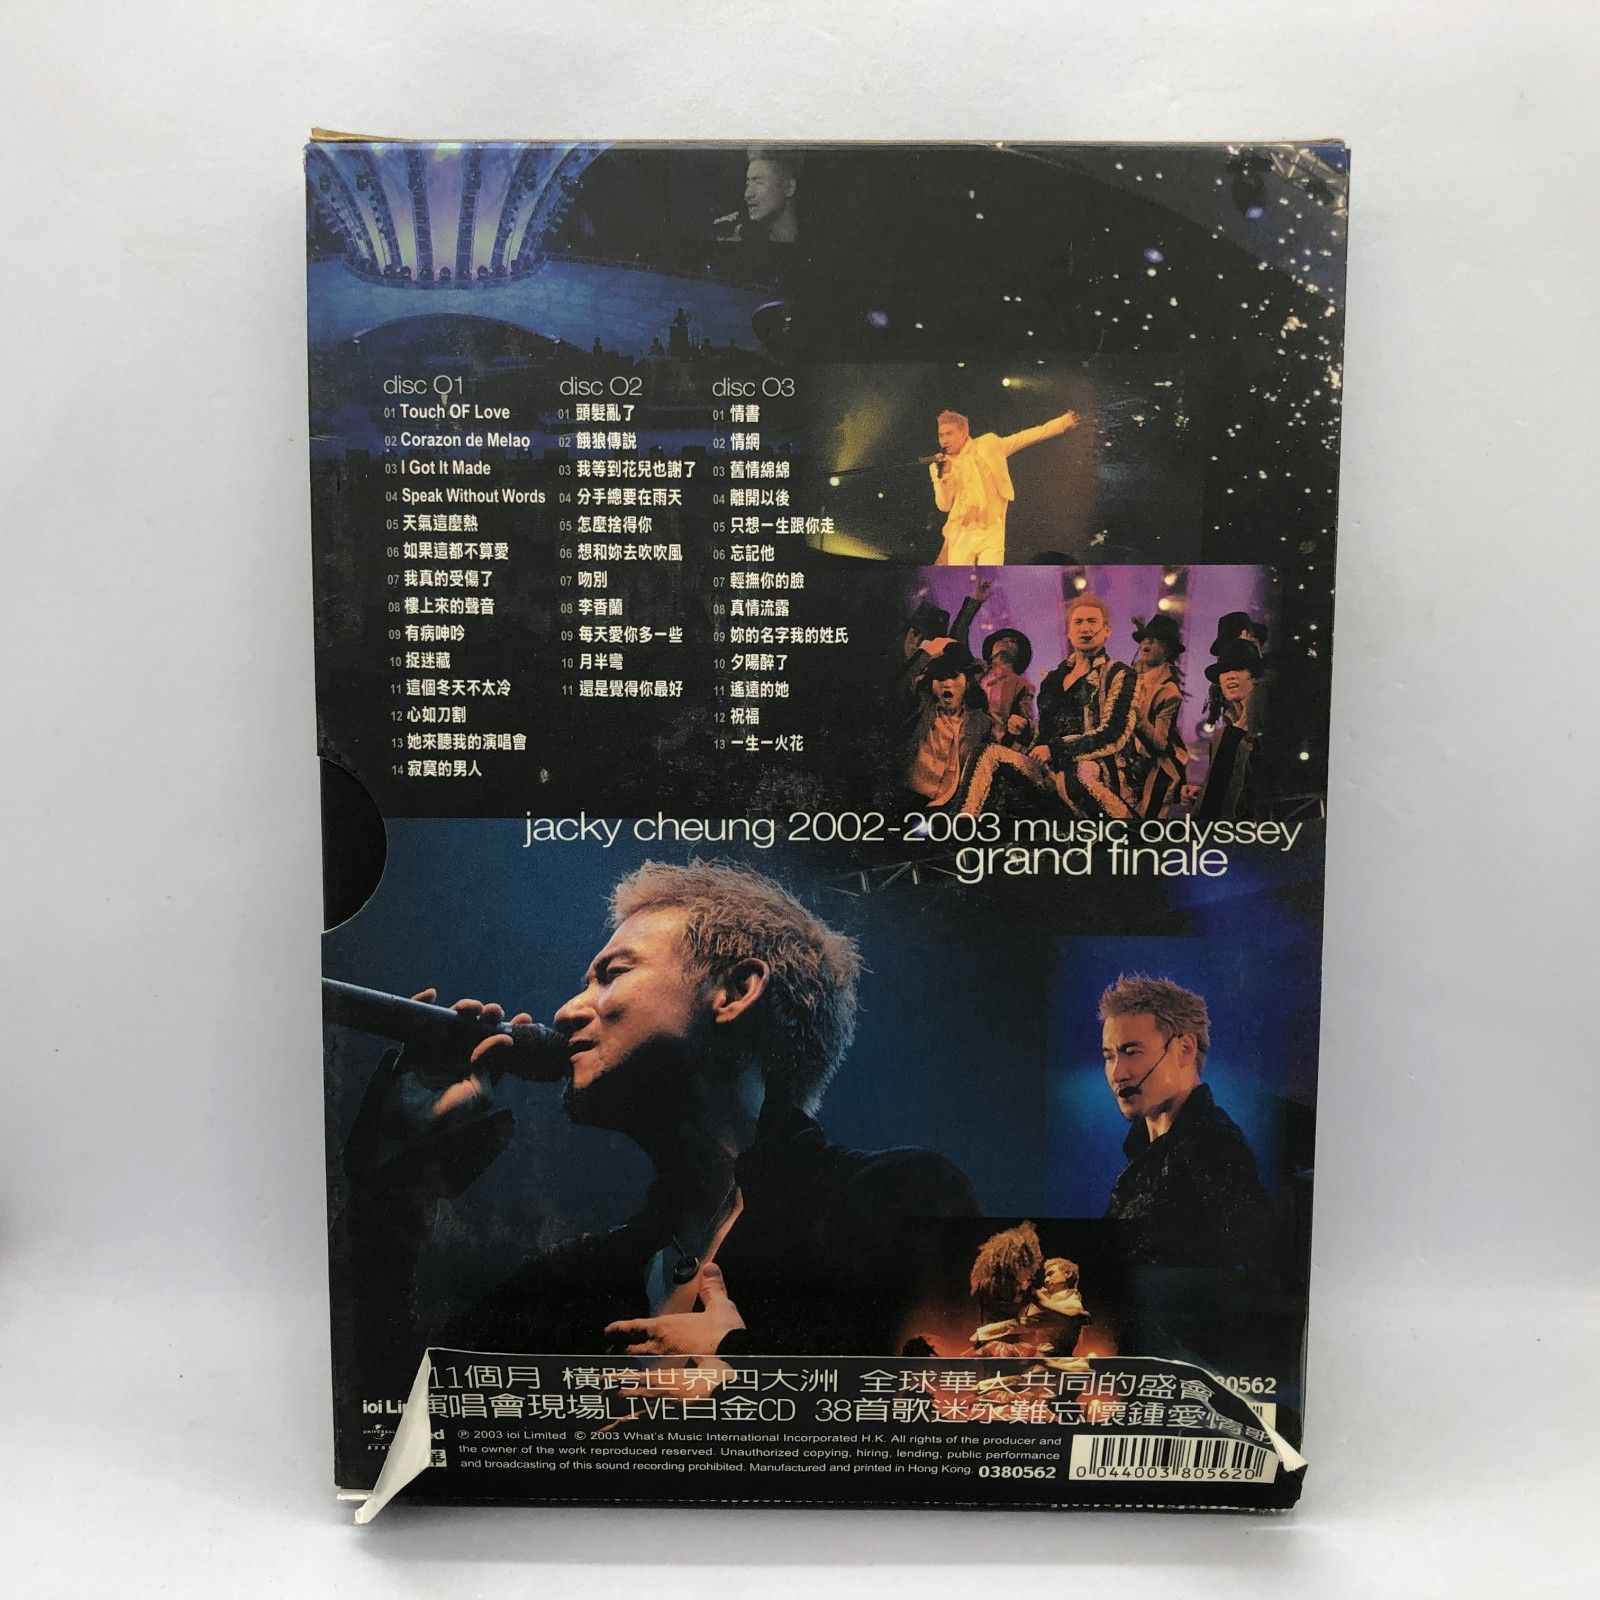 disc 01
01 Touch OF Love
02 Corazon de Melao
03 I Got It Made
04 Speak Without Words
05 天氣這麼熱
06 如果這都不算愛
07 我真的受傷了
08 樓上來的聲音
09 有病呻吟
10 捉迷藏
11 這個冬天不太冷
12 心如刀割
13 她來聽我的演唱會
14 寂寞的男人
disc 02
01 頭髮亂了
02 餓狼傳説
03 我等到花兒也謝了
04 分手總要在雨天
05 怎麼捨得你
06 想和妳去吹吹風
07 吻別
08 李香蘭
09 每天愛你多一些
10 月半彎
11 還是覺得你最好
disc 03
01 情書
02 情網
03 舊情綿綿
04 離開以後
05 只想一生跟你走
06 忘記他
07 輕撫你的臉
08 真情流露
09 妳的名字我的姓氏
10 夕陽醉了
11 遙遠的她
12 祝福
13 一生一火花
jacky cheung 2002-2003 music odyssey
grand finale
11個月 橫跨世界四大洲 全球華人共同的盛會
80562
ioi Li
演唱會現場LIVE白金CD 38首歌迷永難忘懷鍾愛情歌
UNIVERSAL
ed
℗ 2003 ioi Limited © 2003 What's Music International Incorporated H.K. All rights of the producer and
the owner of the work reproduced reserved. Unauthorized copying, hiring, lending, public performance
and broadcasting of this sound recording prohibited. Manufactured and printed in Hong Kong. 0380562
0 044003 805620